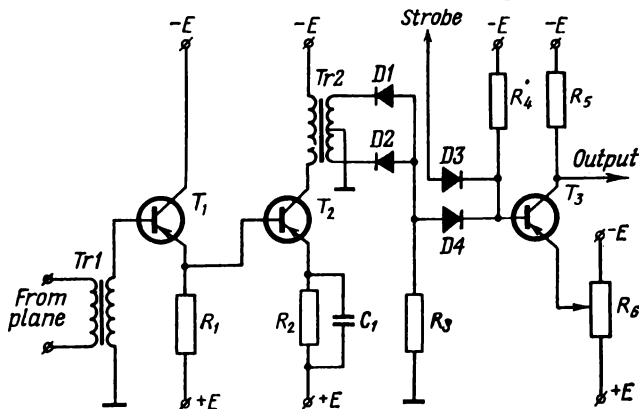 -E
-E
Strobe
-E
-E
Tr2
D1
R4
R5
D2
D3
Output
T1
T2
T3
D4
-E
Tr1
From
plane
R1
R2
C1
R3
R6
+E
+E
+E